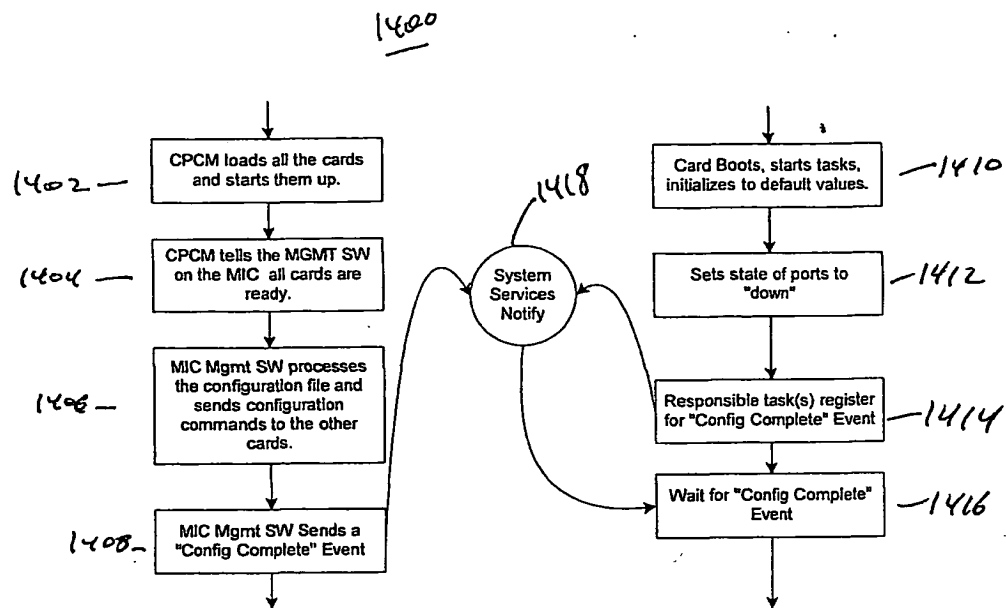 1400
1402
CPCM loads all the cards
and starts them up.
1404
CPCM tells the MGMT SW
on the MIC all cards are
ready.
1406
MIC Mgmt SW processes
the configuration file and
sends configuration
commands to the other
cards.
1408
MIC Mgmt SW Sends a
"Config Complete" Event
1418
System
Services
Notify
Card Boots, starts tasks,
initializes to default values.
1410
Sets state of ports to
"down"
1412
Responsible task(s) register
for "Config Complete" Event
1414
Wait for "Config Complete"
Event
1416